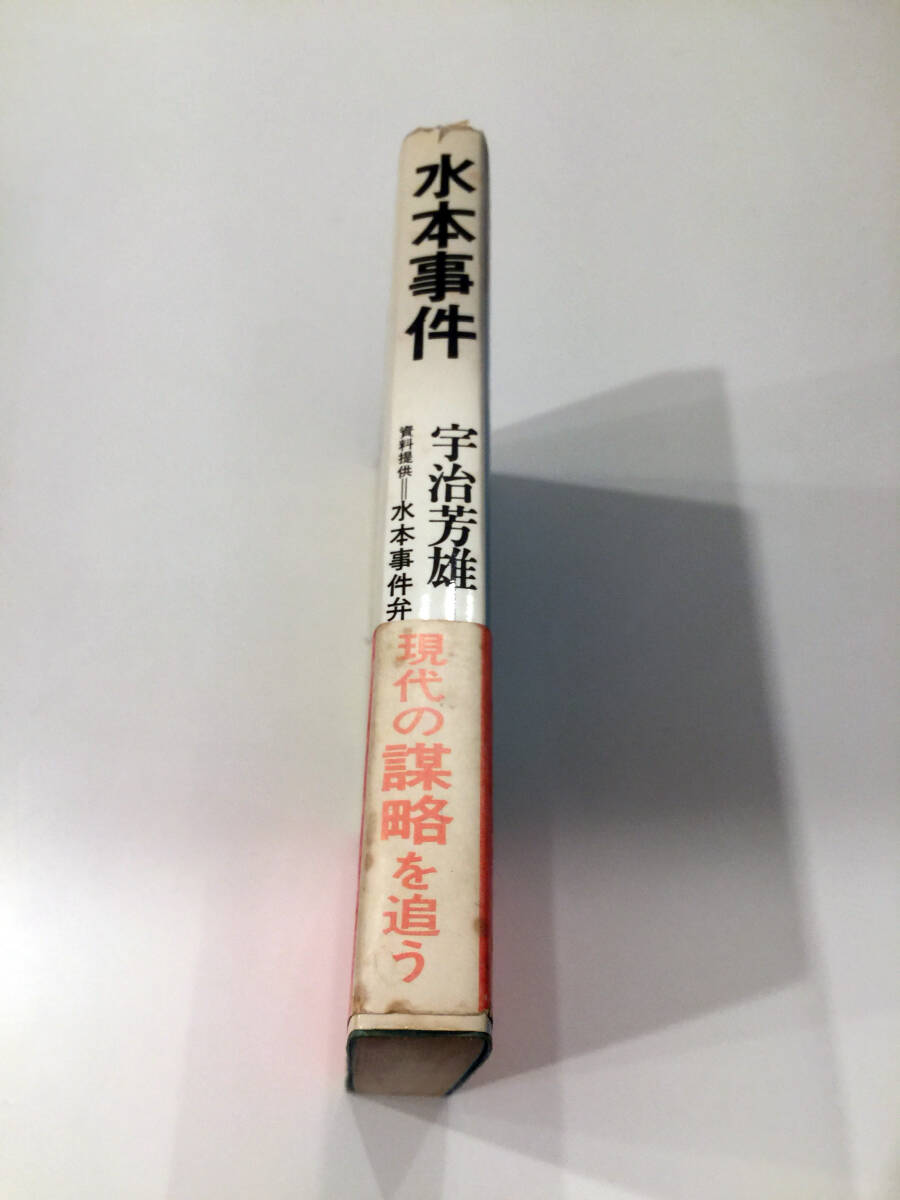 水本事件
宇治芳雄
資料提供＝水本事件弁
現代の謀略を追う